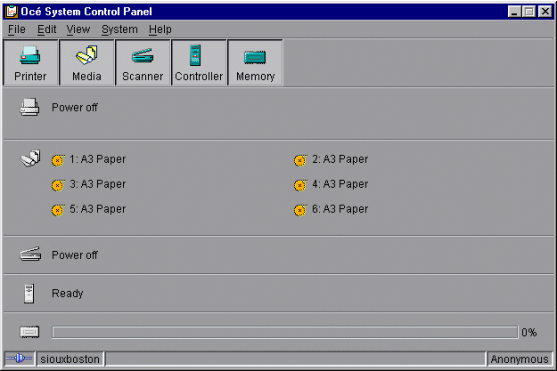 Océ System Control Panel
File Edit View System Help
Printer Media Scanner Controller Memory
Power off
1: A3 Paper 2: A3 Paper
3: A3 Paper 4: A3 Paper
5: A3 Paper 6: A3 Paper
Power off
Ready
0%
siouxboston Anonymous